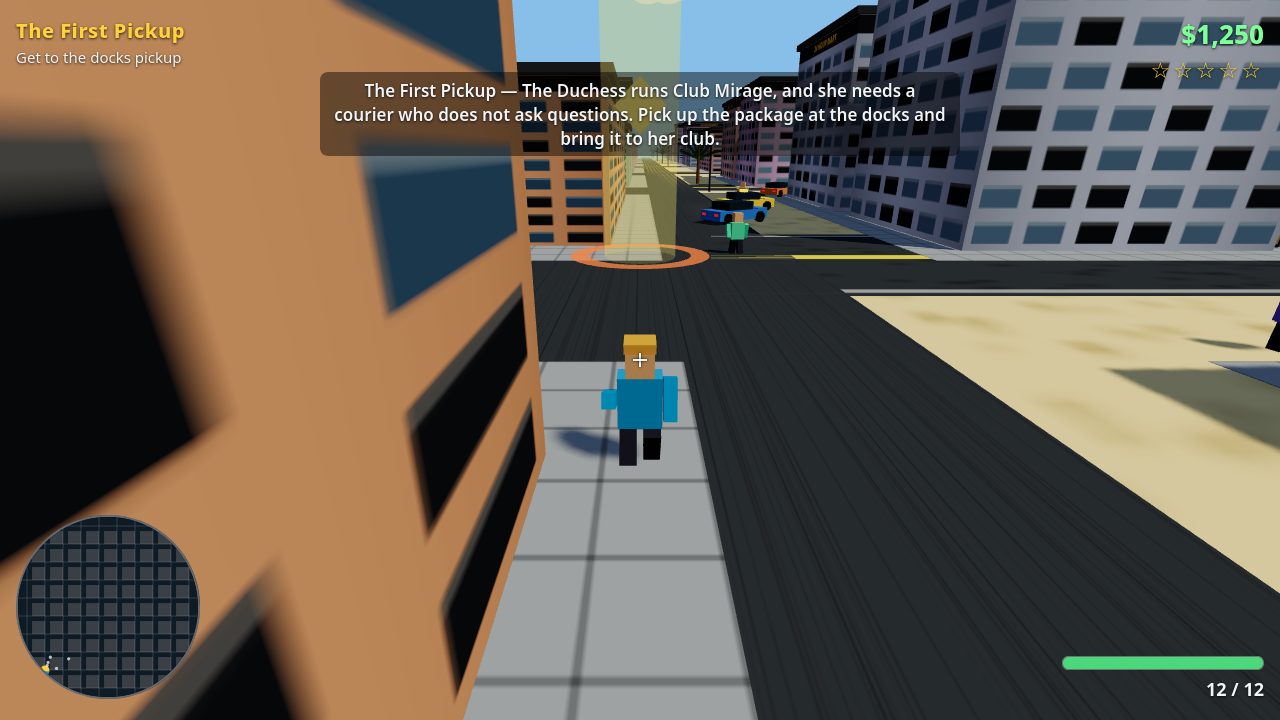 The First Pickup
Get to the docks pickup
$1,250
The First Pickup — The Duchess runs Club Mirage, and she needs a
courier who does not ask questions. Pick up the package at the docks and
bring it to her club.
12 / 12